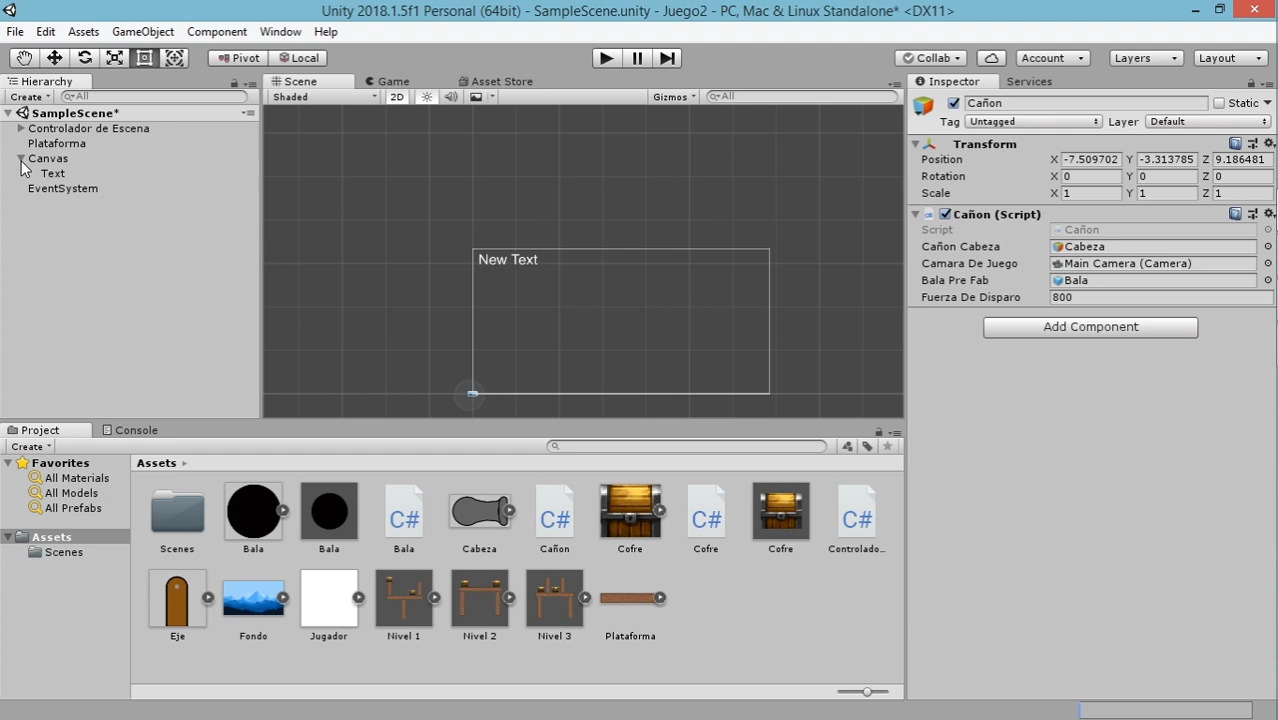 Unity 2018.1.5f1 Personal (64bit) - SampleScene.unity - Juego2 - PC, Mac & Linux Standalone* <DX11>
File Edit Assets GameObject Component Window Help
Pivot Local Collab Account Layers Layout
Hierarchy
Create All
SampleScene*
Controlador de Escena
Plataforma
Canvas
Text
EventSystem
Scene Game Asset Store
Shaded 2D Gizmos All
New Text
Inspector Services
Cañon Static
Tag Untagged Layer Default
Transform
Position X -7.509702 Y -3.313785 Z 9.186481
Rotation X 0 Y 0 Z 0
Scale X 1 Y 1 Z 1
Cañon (Script)
Script Cañon
Cañon Cabeza Cabeza
Camara De Juego Main Camera (Camera)
Bala Pre Fab Bala
Fuerza De Disparo 800
Add Component
Project Console
Create
Favorites
All Materials
All Models
All Prefabs
Assets
Scenes
Assets
C# C# C# C#
Scenes Bala Bala Bala Cabeza Cañon Cofre Cofre Cofre Controlado...
Eje Fondo Jugador Nivel 1 Nivel 2 Nivel 3 Plataforma